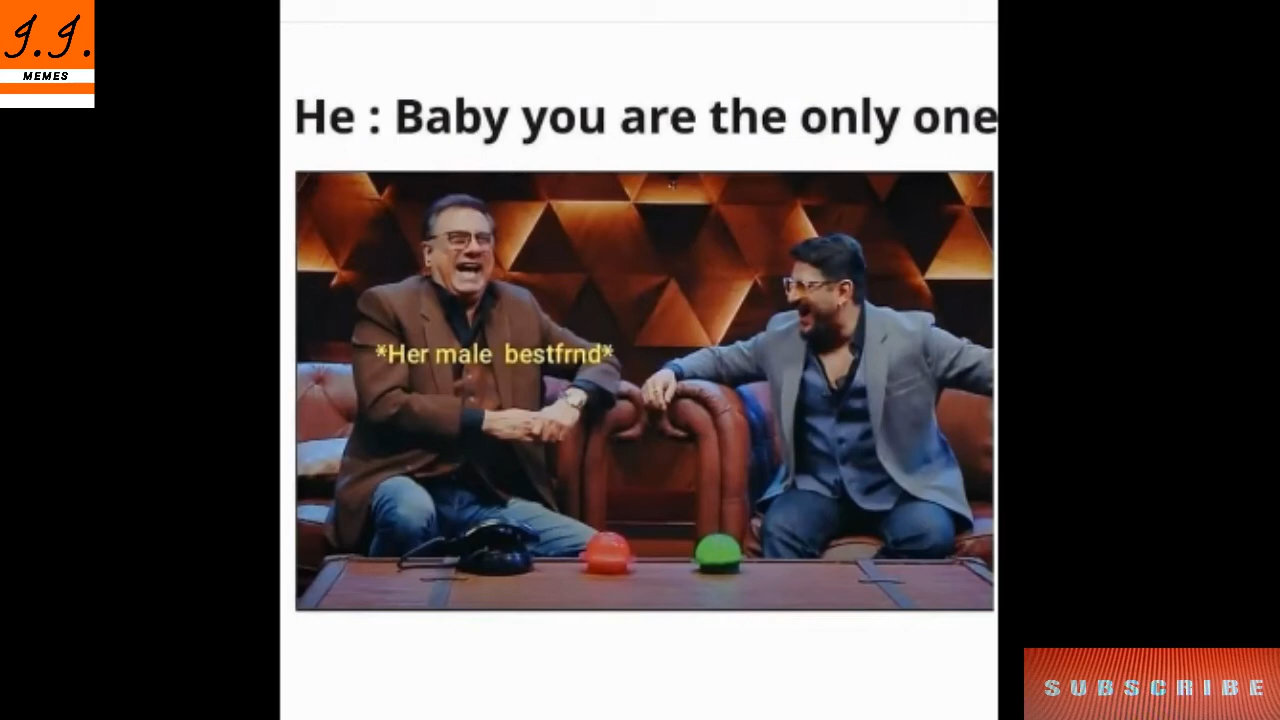 J.J.
MEMES
He : Baby you are the only one
*Her male bestfrnd*
SUBSCRIBE